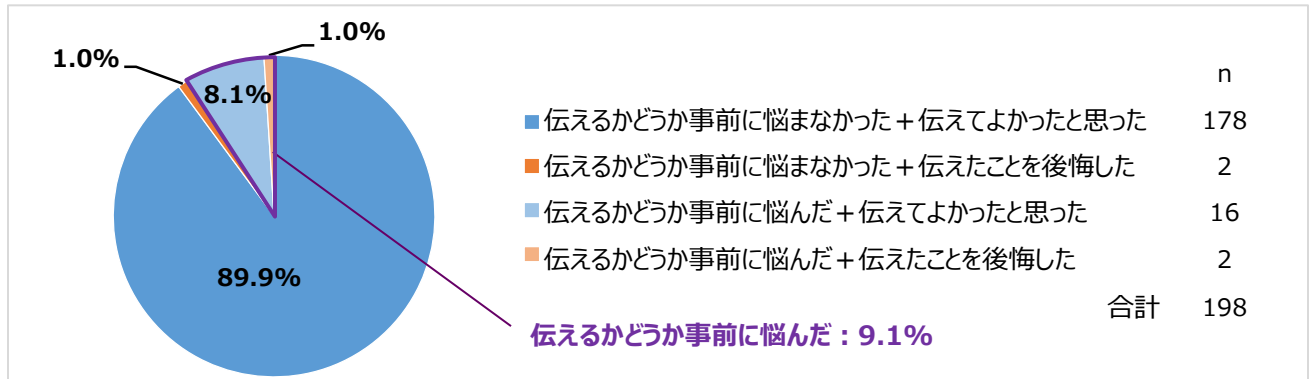 1.0%
1.0%
8.1%
89.9%
n
伝えるかどうか事前に悩まなかった＋伝えてよかったと思った 178
伝えるかどうか事前に悩まなかった＋伝えたことを後悔した 2
伝えるかどうか事前に悩んだ＋伝えてよかったと思った 16
伝えるかどうか事前に悩んだ＋伝えたことを後悔した 2
合計 198
伝えるかどうか事前に悩んだ：9.1%